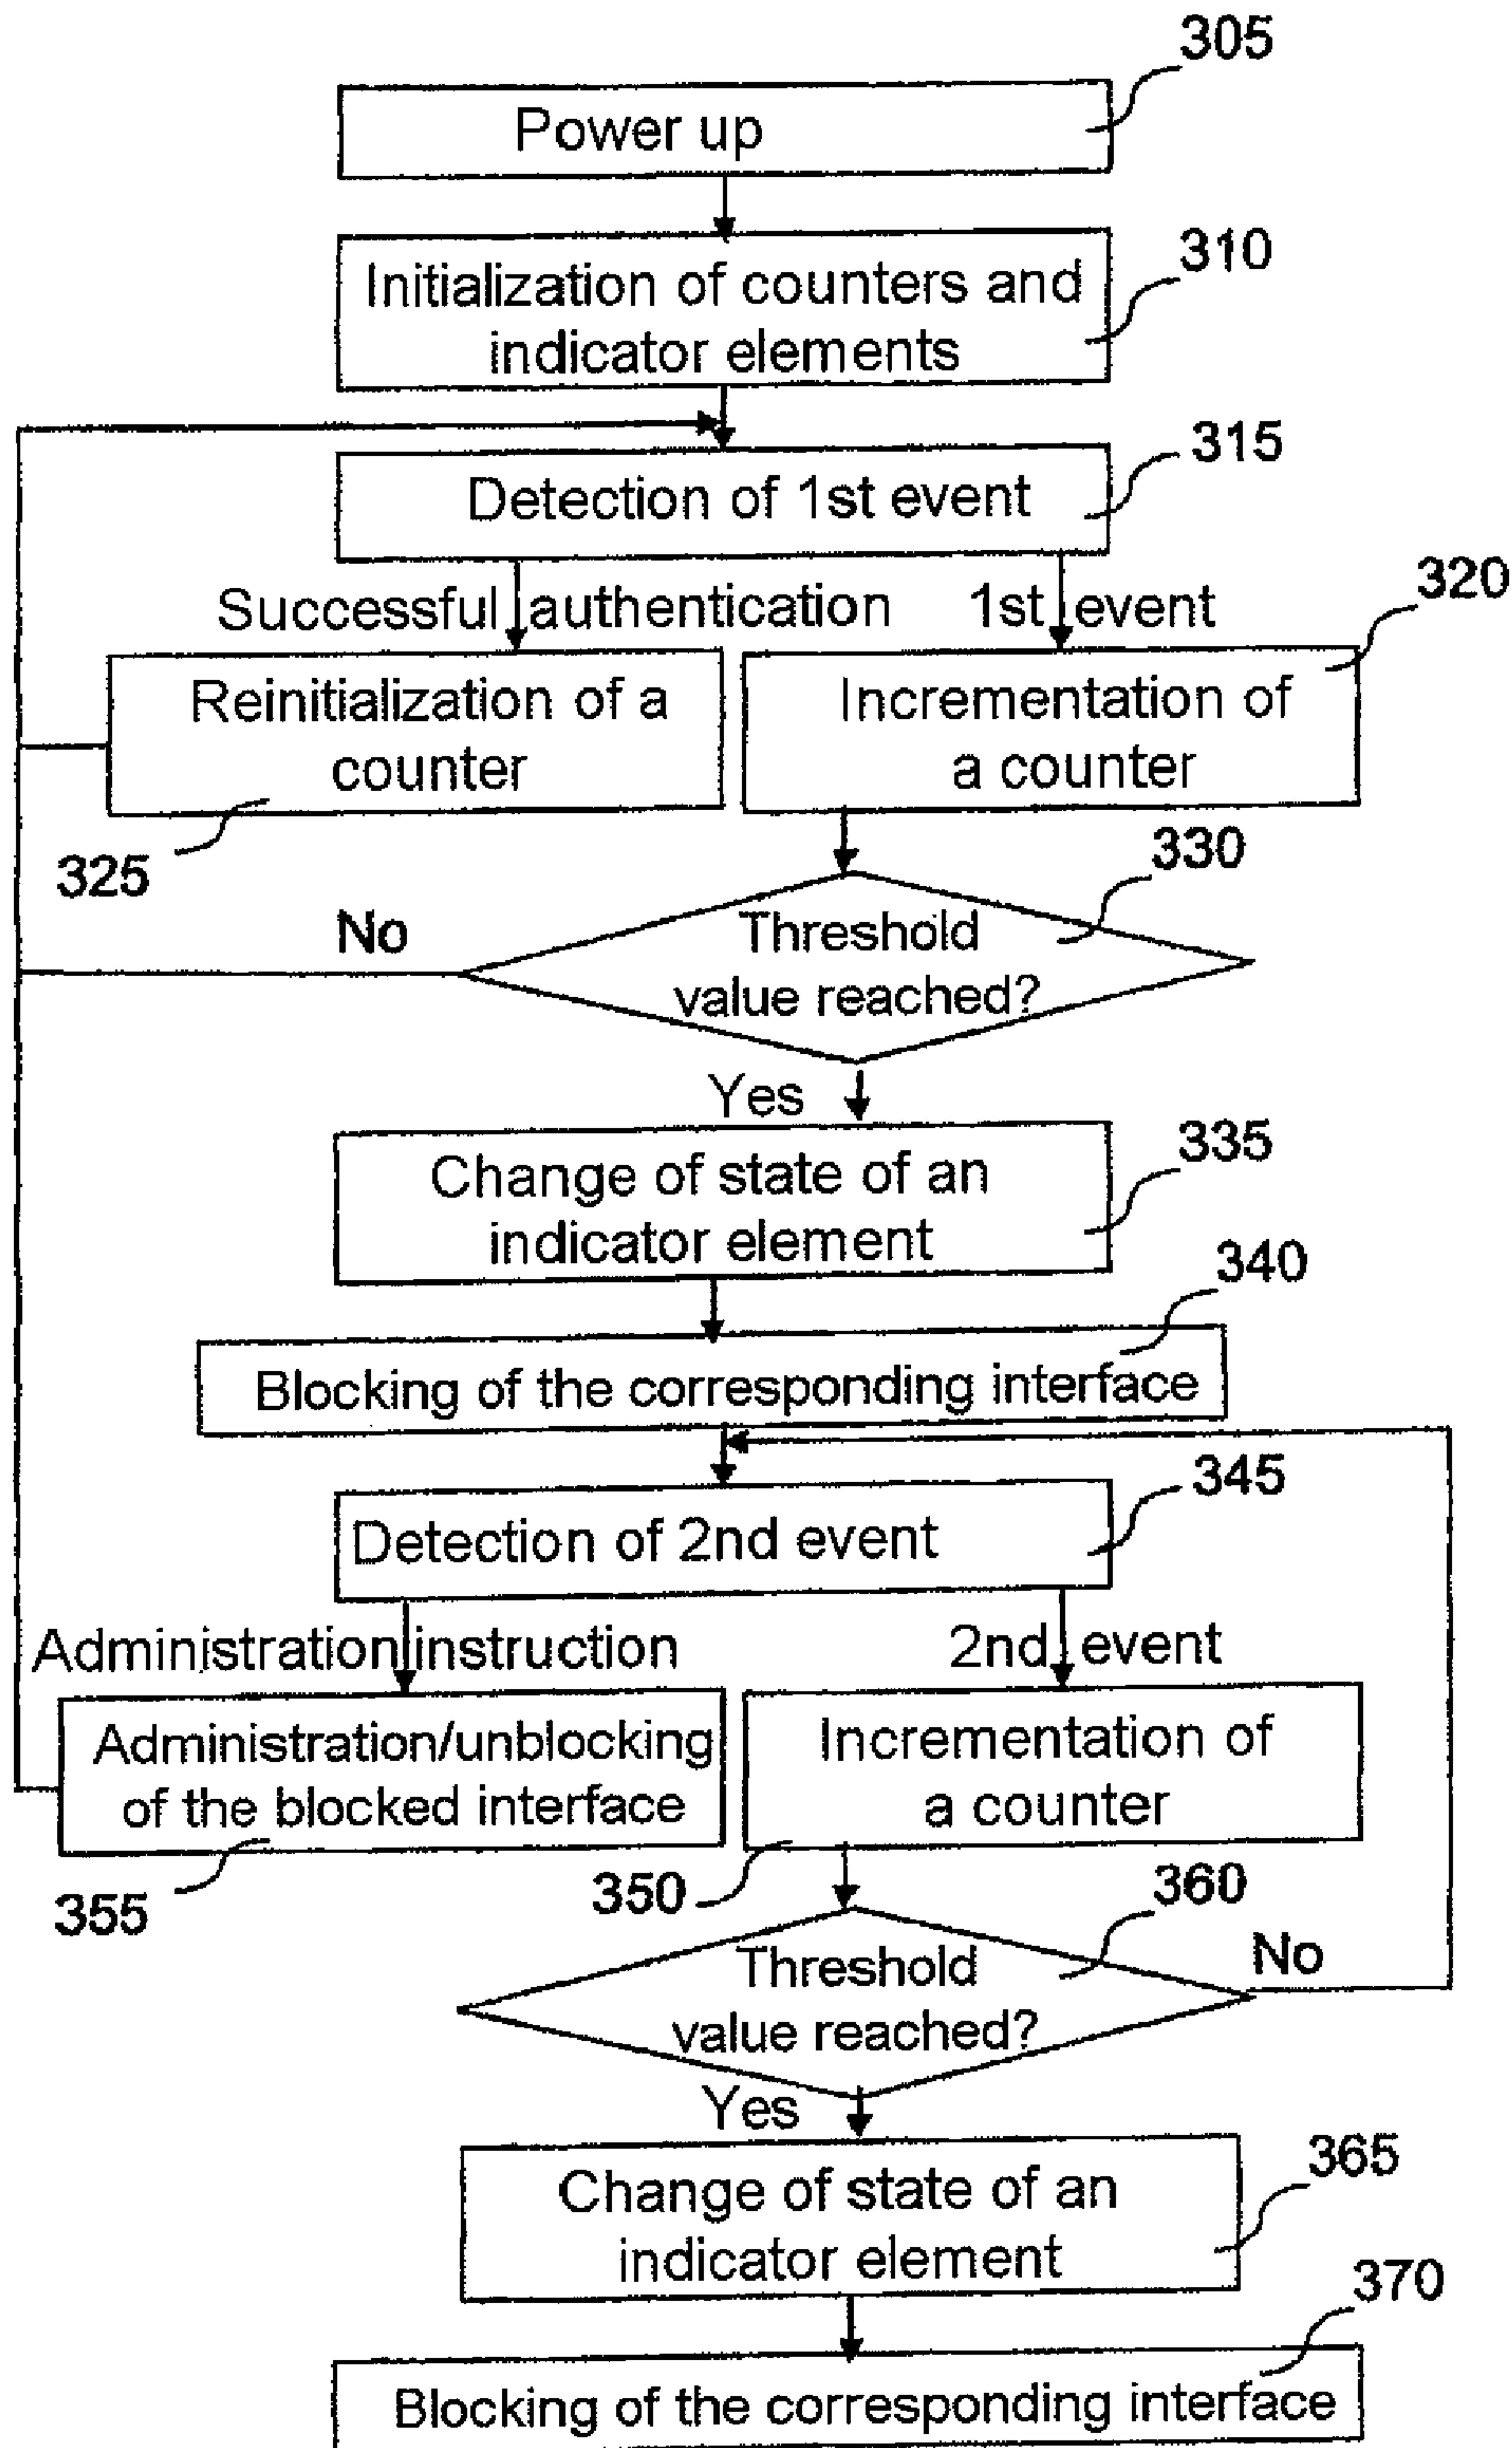 305
Power up
310
Initialization of counters and
indicator elements
315
Detection of 1st event
Successful authentication
1st event
320
Reinitialization of a
counter
Incrementation of
a counter
325
330
No
Threshold
value reached?
Yes
335
Change of state of an
indicator element
340
Blocking of the corresponding interface
345
Detection of 2nd event
Administration instruction
2nd event
Administration/unblocking
of the blocked interface
Incrementation of
a counter
355
350
360
Threshold
value reached?
No
Yes
365
Change of state of an
indicator element
370
Blocking of the corresponding interface